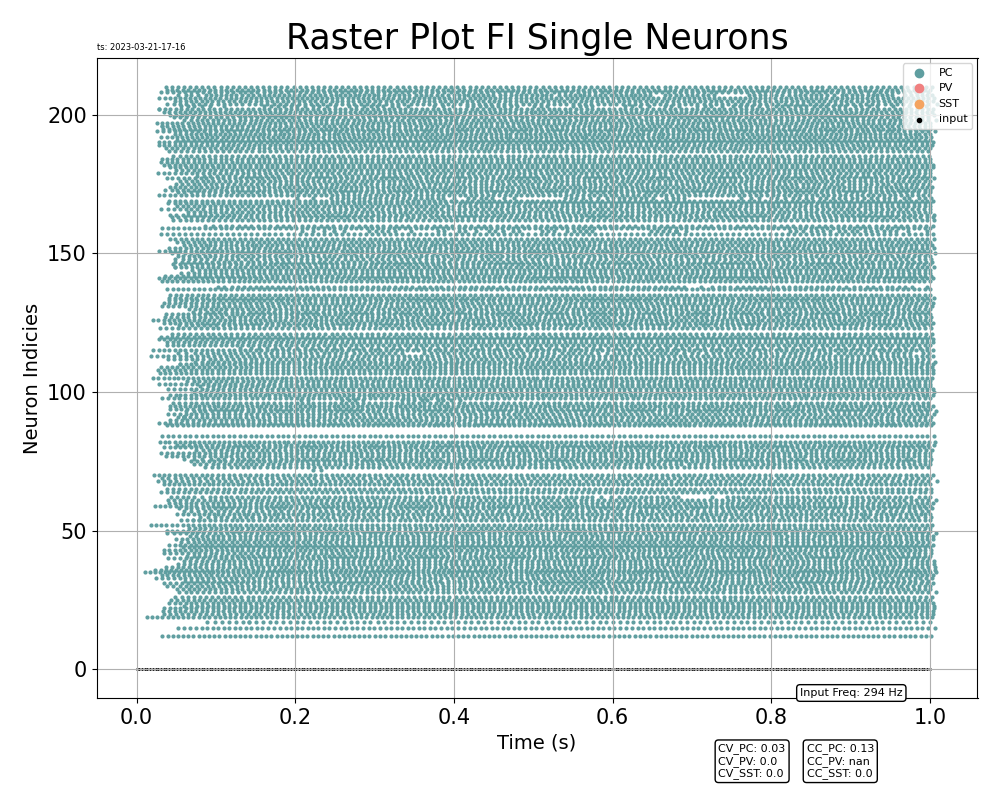 Raster Plot FI Single Neurons
ts: 2023-03-21-17-16
PC
PV
SST
input
200
150
100
50
0
Neuron Indicies
0.0 0.2 0.4 0.6 0.8 1.0
Time (s)
Input Freq: 294 Hz
CV_PC: 0.03
CV_PV: 0.0
CV_SST: 0.0
CC_PC: 0.13
CC_PV: nan
CC_SST: 0.0